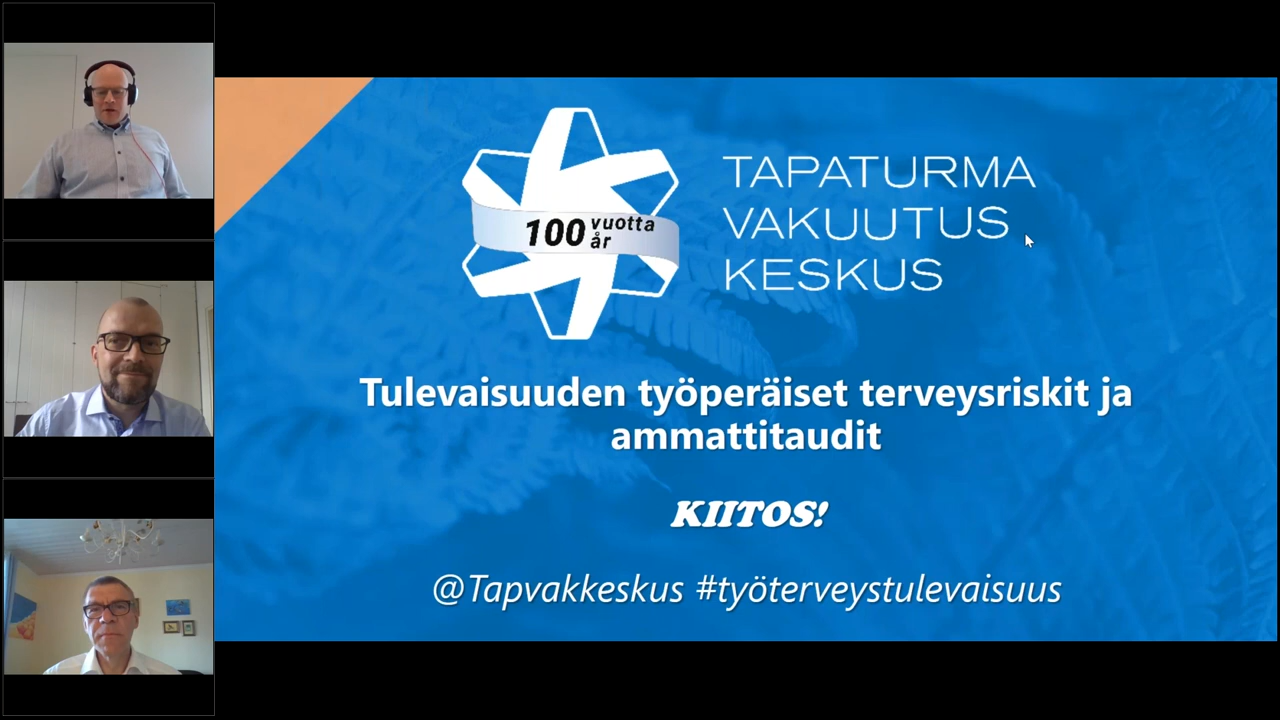 100 vuotta
år
TAPATURMA
VAKUUTUS
KESKUS
Tulevaisuuden työperäiset terveysriskit ja
ammattitaudit
KIITOS!
@Tapvakkeskus #työterveystulevaisuus